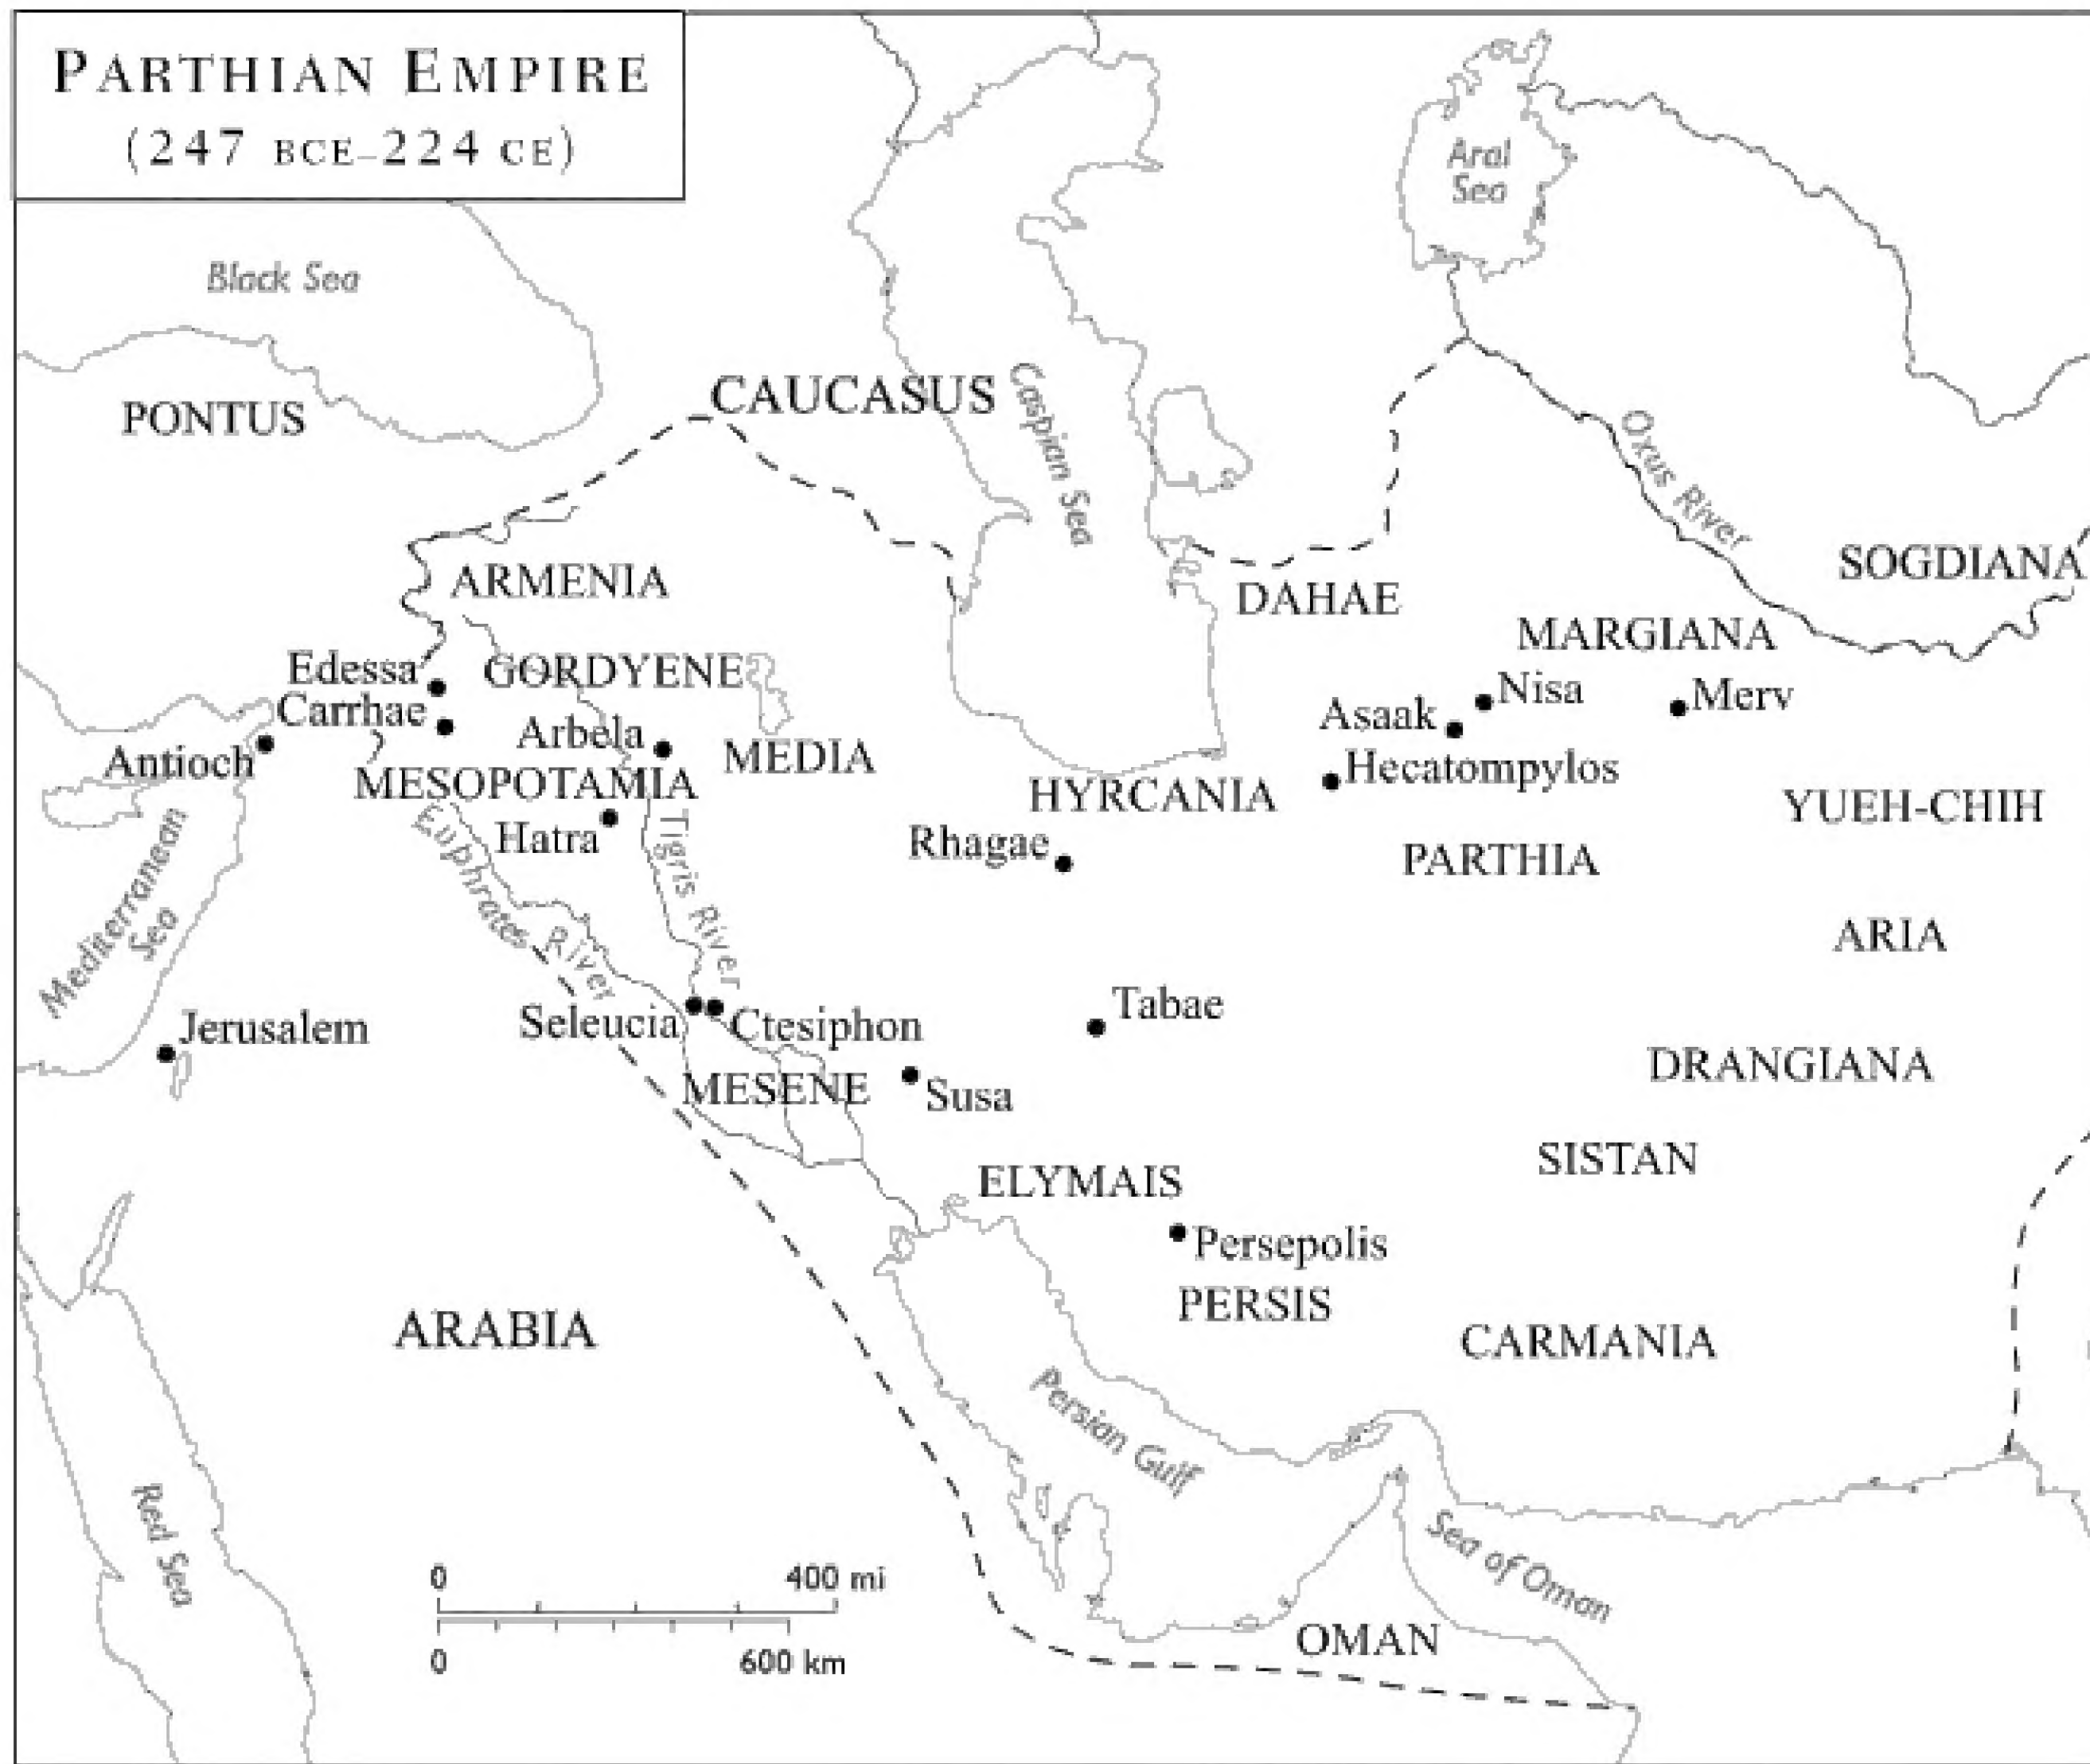 PARTHIAN EMPIRE
(247 BCE–224 CE)
Aral
Sea
Black Sea
CAUCASUS
PONTUS
Caspian Sea
Oxus River
SOGDIANA
ARMENIA
DAHAE
MARGIANA
Edessa
GORDYENE
Nisa
Merv
Carrhae
Asaak
Arbela
Antioch
MEDIA
Hecatompylos
MESOPOTAMIA
HYRCANIA
YUEH-CHIH
Hatra
Rhagae
PARTHIA
Euphrates River
Tigris River
Mediterranean
Sea
ARIA
Tabae
Seleucia
Ctesiphon
Jerusalem
DRANGIANA
MESENE
Susa
SISTAN
ELYMAIS
Persepolis
PERSIS
ARABIA
CARMANIA
Persian Gulf
Red Sea
Sea of Oman
0
400 mi
OMAN
0
600 km